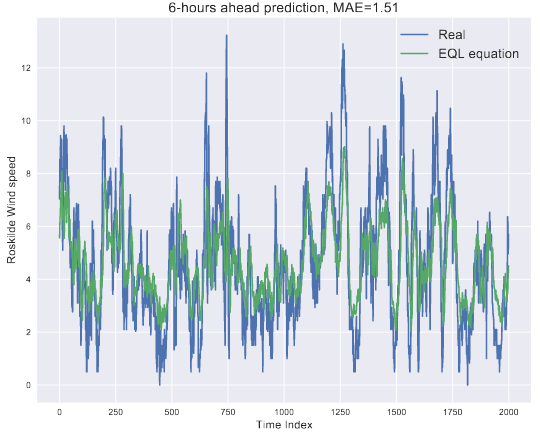 6-hours ahead prediction, MAE=1.51
Real
EQL equation
Roskilde Wind speed
12
10
8
6
4
2
0
0 250 500 750 1000 1250 1500 1750 2000
Time Index